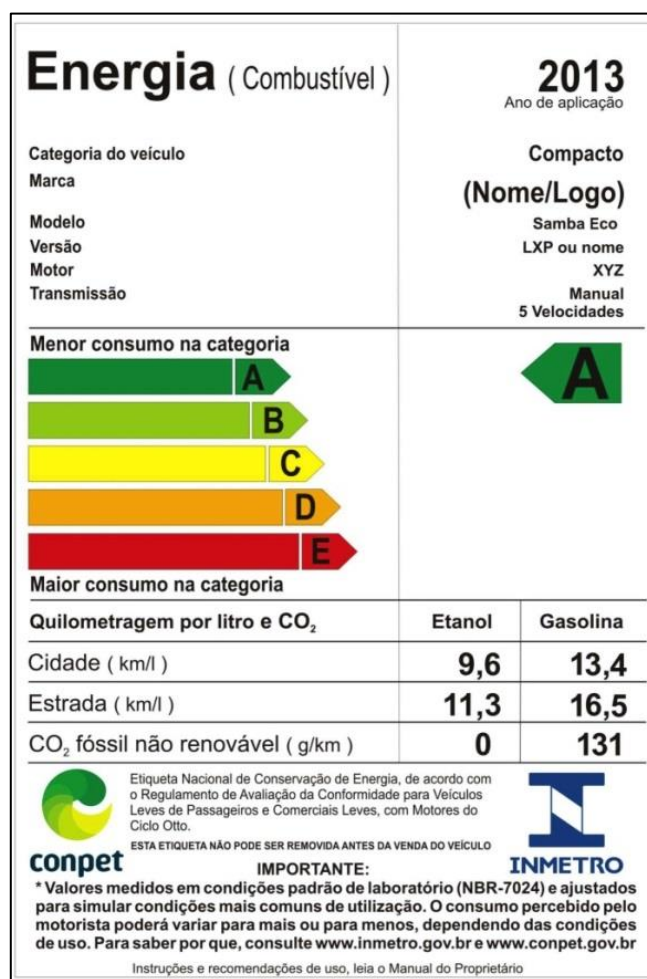 Energia ( Combustível )
2013
Ano de aplicação
Categoria do veículo Compacto
Marca (Nome/Logo)
Modelo Samba Eco
Versão LXP ou nome
Motor XYZ
Transmissão Manual
5 Velocidades
Menor consumo na categoria
A A
B
C
D
E
Maior consumo na categoria
Quilometragem por litro e CO₂ Etanol Gasolina
Cidade ( km/l ) 9,6 13,4
Estrada ( km/l ) 11,3 16,5
CO₂ fóssil não renovável ( g/km ) 0 131
Etiqueta Nacional de Conservação de Energia, de acordo com
o Regulamento de Avaliação da Conformidade para Veículos
Leves de Passageiros e Comerciais Leves, com Motores do
Ciclo Otto.
ESTA ETIQUETA NÃO PODE SER REMOVIDA ANTES DA VENDA DO VEÍCULO
conpet
INMETRO
IMPORTANTE:
* Valores medidos em condições padrão de laboratório (NBR-7024) e ajustados
para simular condições mais comuns de utilização. O consumo percebido pelo
motorista poderá variar para mais ou para menos, dependendo das condições
de uso. Para saber por que, consulte www.inmetro.gov.br e www.conpet.gov.br
Instruções e recomendações de uso, leia o Manual do Proprietário